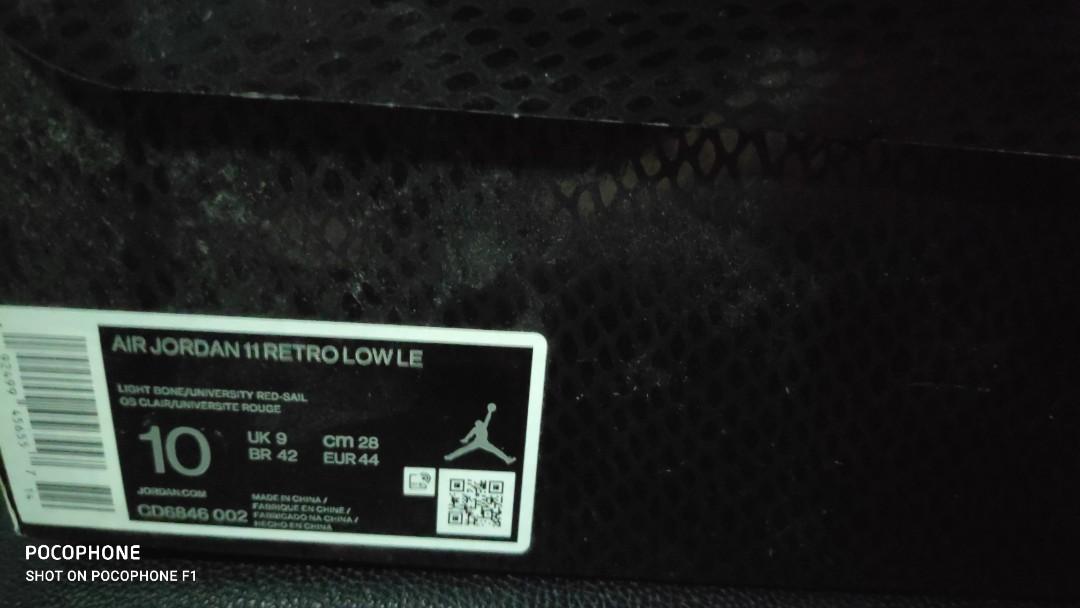 AIR JORDAN 11 RETRO LOW LE
LIGHT BONE/UNIVERSITY RED-SAIL
OS CLAIR/UNIVERSITE ROUGE
10
UK 9
cm 28
BR 42
EUR 44
JORDAN.COM
CD6846 002
MADE IN CHINA /
FABRIQUE EN CHINE /
FABRICADO NA CHINA /
HECHO EN CHINA
POCOPHONE
SHOT ON POCOPHONE F1